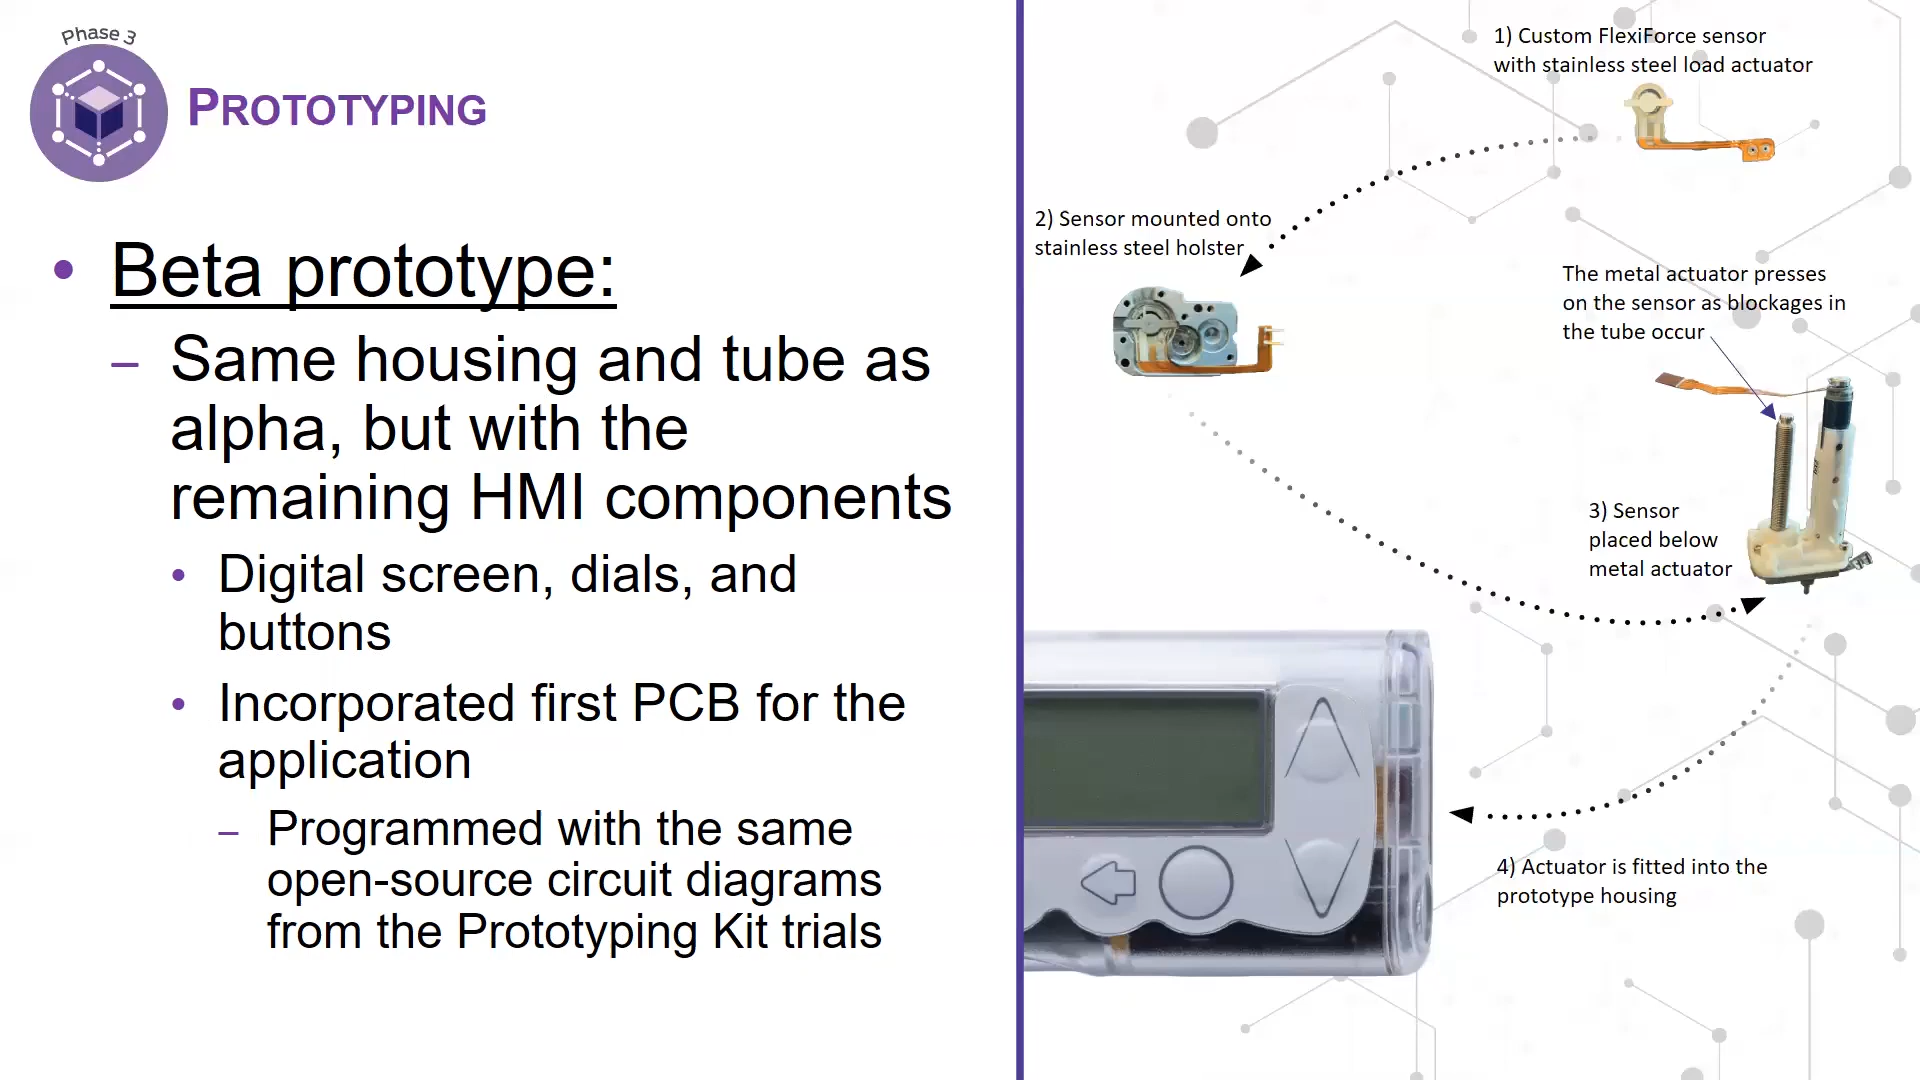 Phase 3
PROTOTYPING
• Beta prototype:
– Same housing and tube as
alpha, but with the
remaining HMI components
• Digital screen, dials, and
buttons
• Incorporated first PCB for the
application
– Programmed with the same
open-source circuit diagrams
from the Prototyping Kit trials
1) Custom FlexiForce sensor
with stainless steel load actuator
2) Sensor mounted onto
stainless steel holster
The metal actuator presses
on the sensor as blockages in
the tube occur
3) Sensor
placed below
metal actuator
4) Actuator is fitted into the
prototype housing